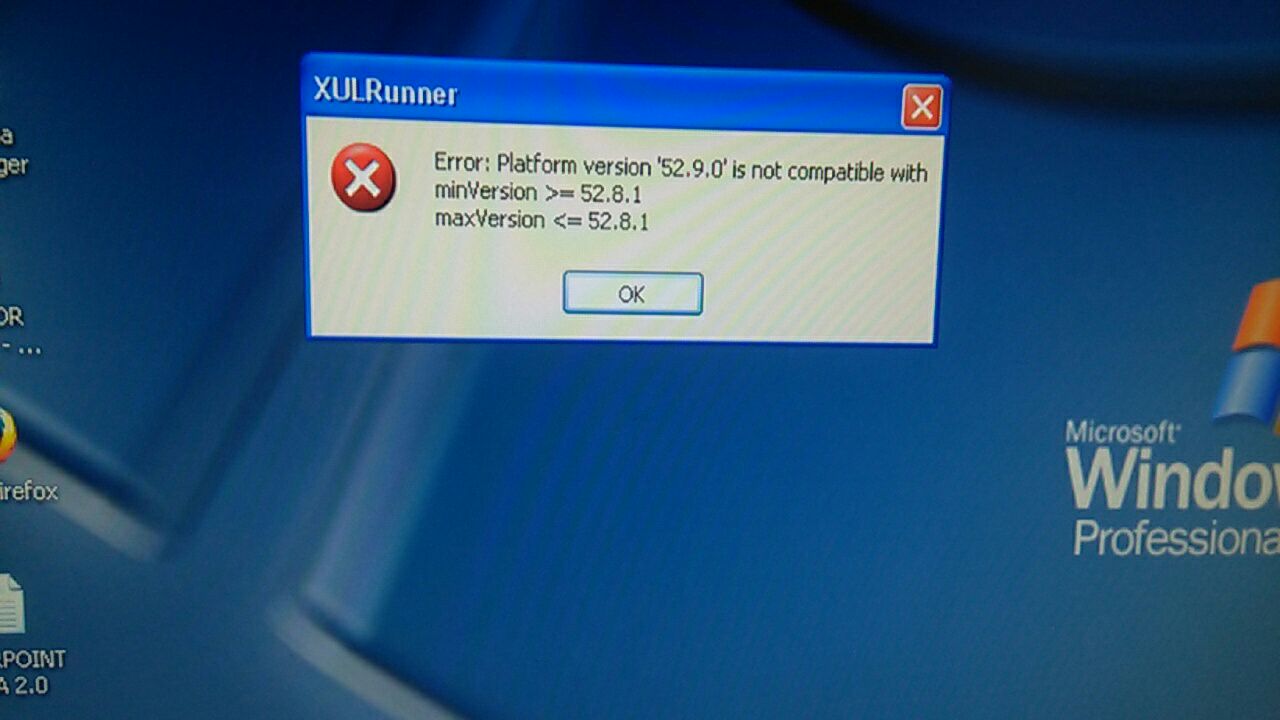 XULRunner
Error: Platform version '52.9.0' is not compatible with
minVersion >= 52.8.1
maxVersion <= 52.8.1
OK
a
ger
OR
- ...
irefox
POINT
A 2.0
Microsoft
Windo
Professiona